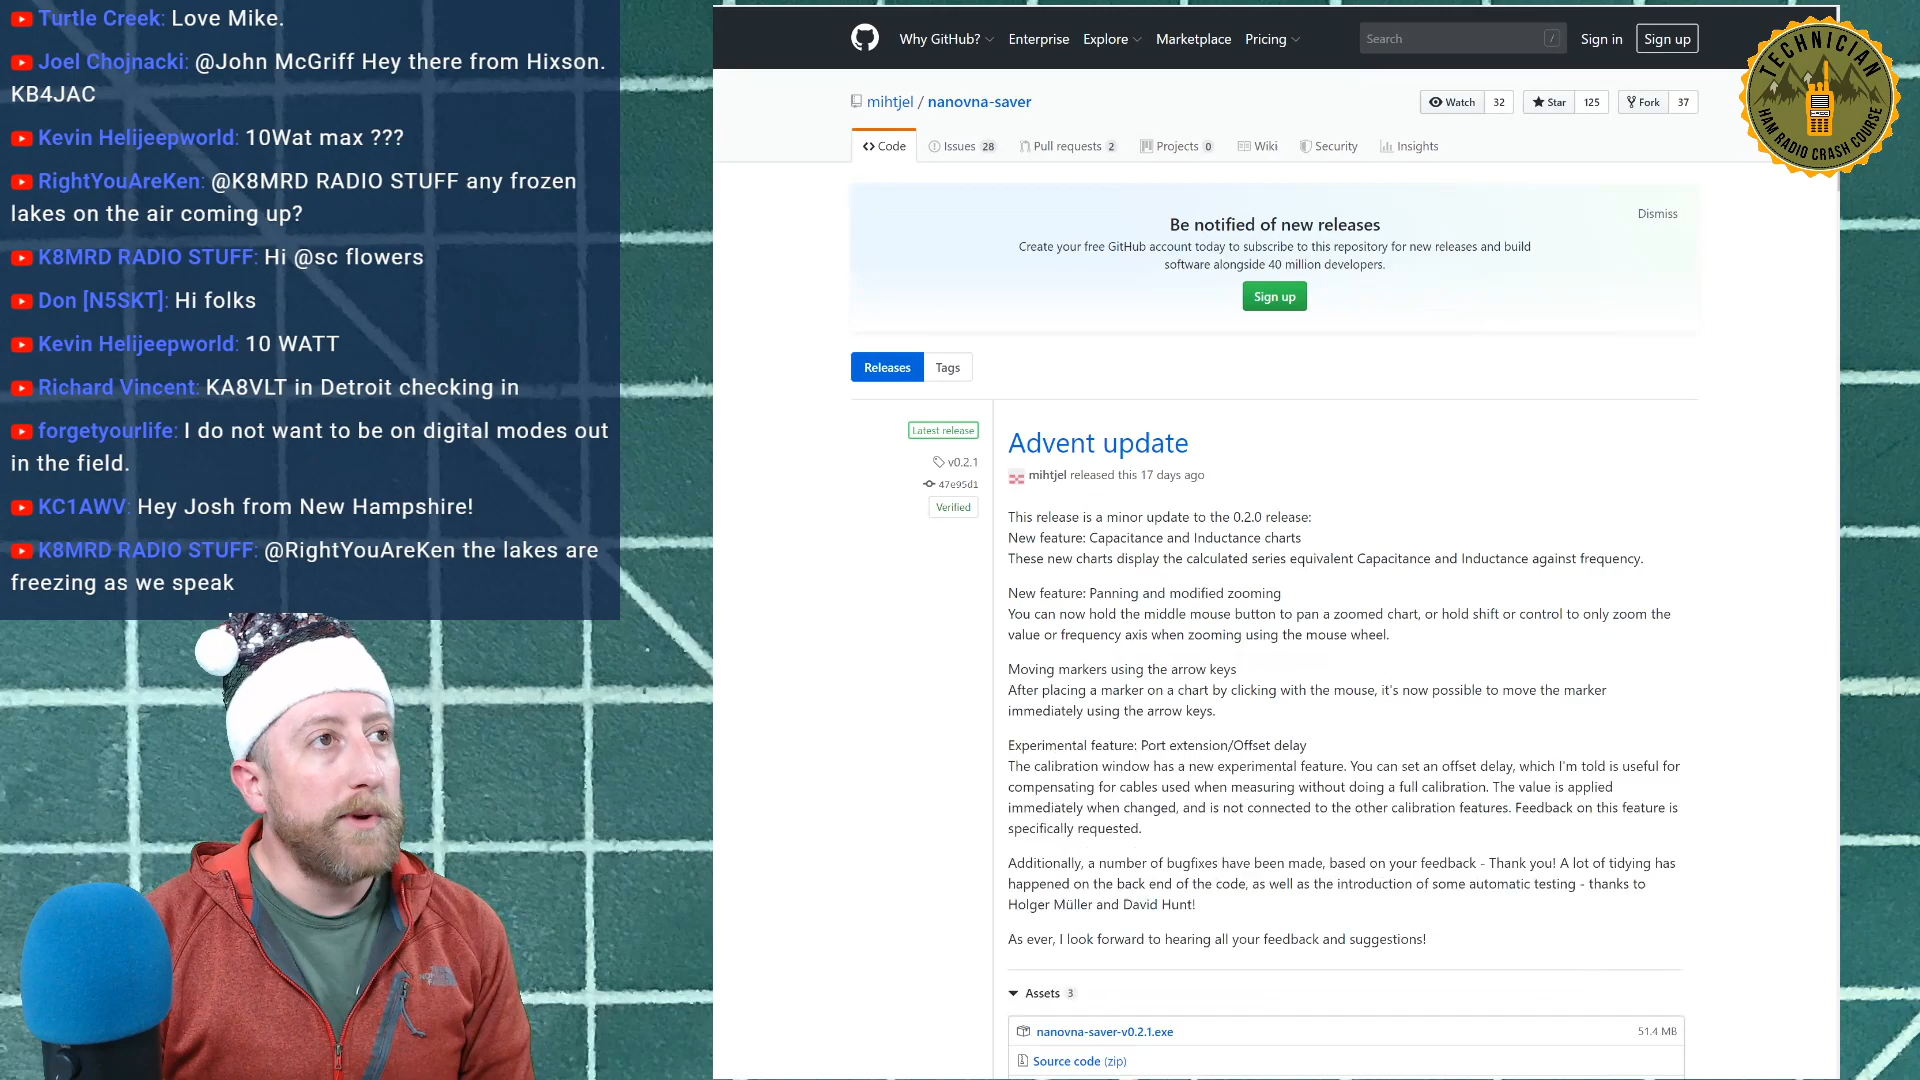 Turtle Creek: Love Mike.
Joel Chojnacki: @John McGriff Hey there from Hixson.
KB4JAC
Kevin Helijeepworld: 10Wat max ???
RightYouAreKen: @K8MRD RADIO STUFF any frozen
lakes on the air coming up?
K8MRD RADIO STUFF: Hi @sc flowers
Don [N5SKT]: Hi folks
Kevin Helijeepworld: 10 WATT
Richard Vincent: KA8VLT in Detroit checking in
forgetyourlife: I do not want to be on digital modes out
in the field.
KC1AWV: Hey Josh from New Hampshire!
K8MRD RADIO STUFF: @RightYouAreKen the lakes are
freezing as we speak
Why GitHub? Enterprise Explore Marketplace Pricing Search / Sign in Sign up
TECHNICIAN
HAM RADIO CRASH COURSE
mihtjel / nanovna-saver
Watch 32 Star 125 Fork 37
Code Issues 28 Pull requests 2 Projects 0 Wiki Security Insights
Be notified of new releases
Dismiss
Create your free GitHub account today to subscribe to this repository for new releases and build
software alongside 40 million developers.
Sign up
Releases Tags
Latest release
v0.2.1
47e95d1
Verified
Advent update
mihtjel released this 17 days ago
This release is a minor update to the 0.2.0 release:
New feature: Capacitance and Inductance charts
These new charts display the calculated series equivalent Capacitance and Inductance against frequency.
New feature: Panning and modified zooming
You can now hold the middle mouse button to pan a zoomed chart, or hold shift or control to only zoom the
value or frequency axis when zooming using the mouse wheel.
Moving markers using the arrow keys
After placing a marker on a chart by clicking with the mouse, it's now possible to move the marker
immediately using the arrow keys.
Experimental feature: Port extension/Offset delay
The calibration window has a new experimental feature. You can set an offset delay, which I'm told is useful for
compensating for cables used when measuring without doing a full calibration. The value is applied
immediately when changed, and is not connected to the other calibration features. Feedback on this feature is
specifically requested.
Additionally, a number of bugfixes have been made, based on your feedback - Thank you! A lot of tidying has
happened on the back end of the code, as well as the introduction of some automatic testing - thanks to
Holger Müller and David Hunt!
As ever, I look forward to hearing all your feedback and suggestions!
Assets 3
nanovna-saver-v0.2.1.exe 51.4 MB
Source code (zip)